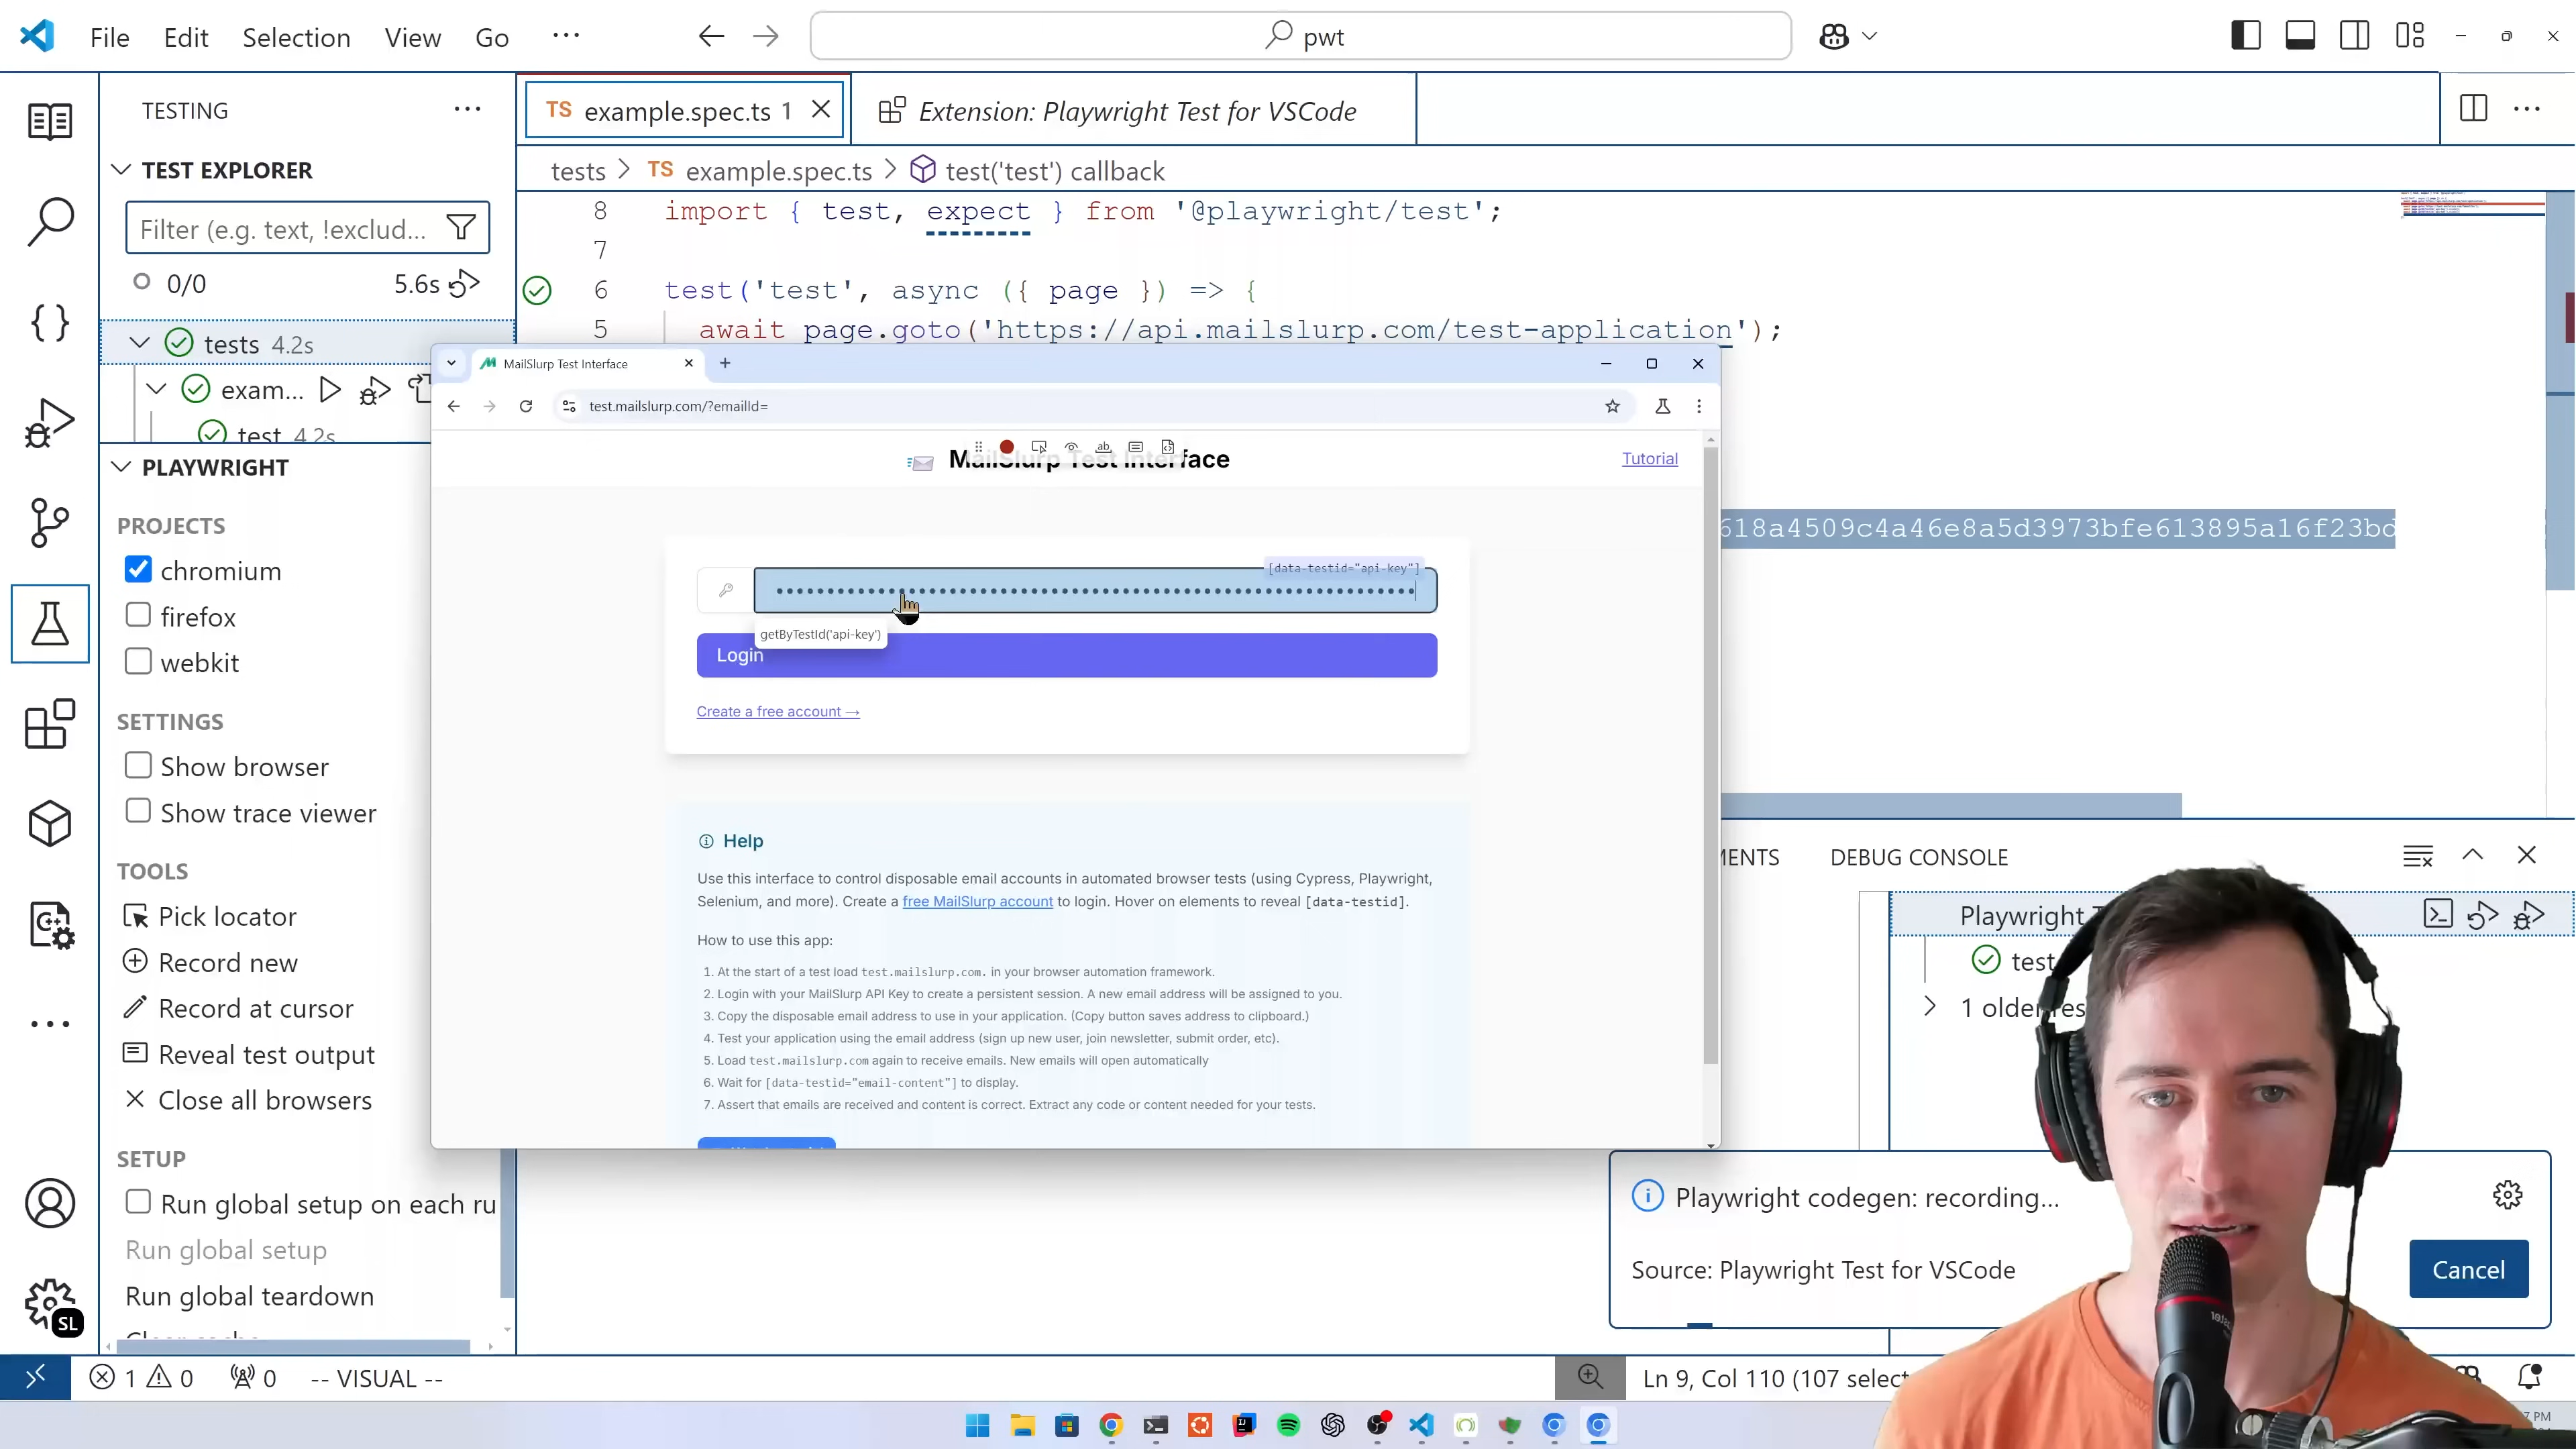 File Edit Selection View Go ···
pwt
TESTING
TEST EXPLORER
Filter (e.g. text, !exclud...
0/0 5.6s
tests 4.2s
exam...
test 4.2s
PLAYWRIGHT
PROJECTS
chromium
firefox
webkit
SETTINGS
Show browser
Show trace viewer
TOOLS
Pick locator
Record new
Record at cursor
Reveal test output
Close all browsers
SETUP
Run global setup on each ru
Run global setup
Run global teardown
Clear cache
TS example.spec.ts 1
Extension: Playwright Test for VSCode
tests > TS example.spec.ts > test('test') callback
8 import { test, expect } from '@playwright/test';
7
6 test('test', async ({ page }) => {
5 await page.goto('https://api.mailslurp.com/test-application');
618a4509c4a46e8a5d3973bfe613895a16f23bd
MailSlurp Test Interface
test.mailslurp.com/?emailId=
MailSlurp Test Interface
Tutorial
[data-testid="api-key"]
getByTestId('api-key')
Login
Create a free account →
Help
Use this interface to control disposable email accounts in automated browser tests (using Cypress, Playwright,
Selenium, and more). Create a free MailSlurp account to login. Hover on elements to reveal [data-testid].
How to use this app:
1. At the start of a test load test.mailslurp.com. in your browser automation framework.
2. Login with your MailSlurp API Key to create a persistent session. A new email address will be assigned to you.
3. Copy the disposable email address to use in your application. (Copy button saves address to clipboard.)
4. Test your application using the email address (sign up new user, join newsletter, submit order, etc).
5. Load test.mailslurp.com again to receive emails. New emails will open automatically
6. Wait for [data-testid="email-content"] to display.
7. Assert that emails are received and content is correct. Extract any code or content needed for your tests.
MENTS DEBUG CONSOLE
Playwright T
test
1 older res
Playwright codegen: recording...
Source: Playwright Test for VSCode
Cancel
SL
1 0 0 -- VISUAL --
Ln 9, Col 110 (107 select
7 PM